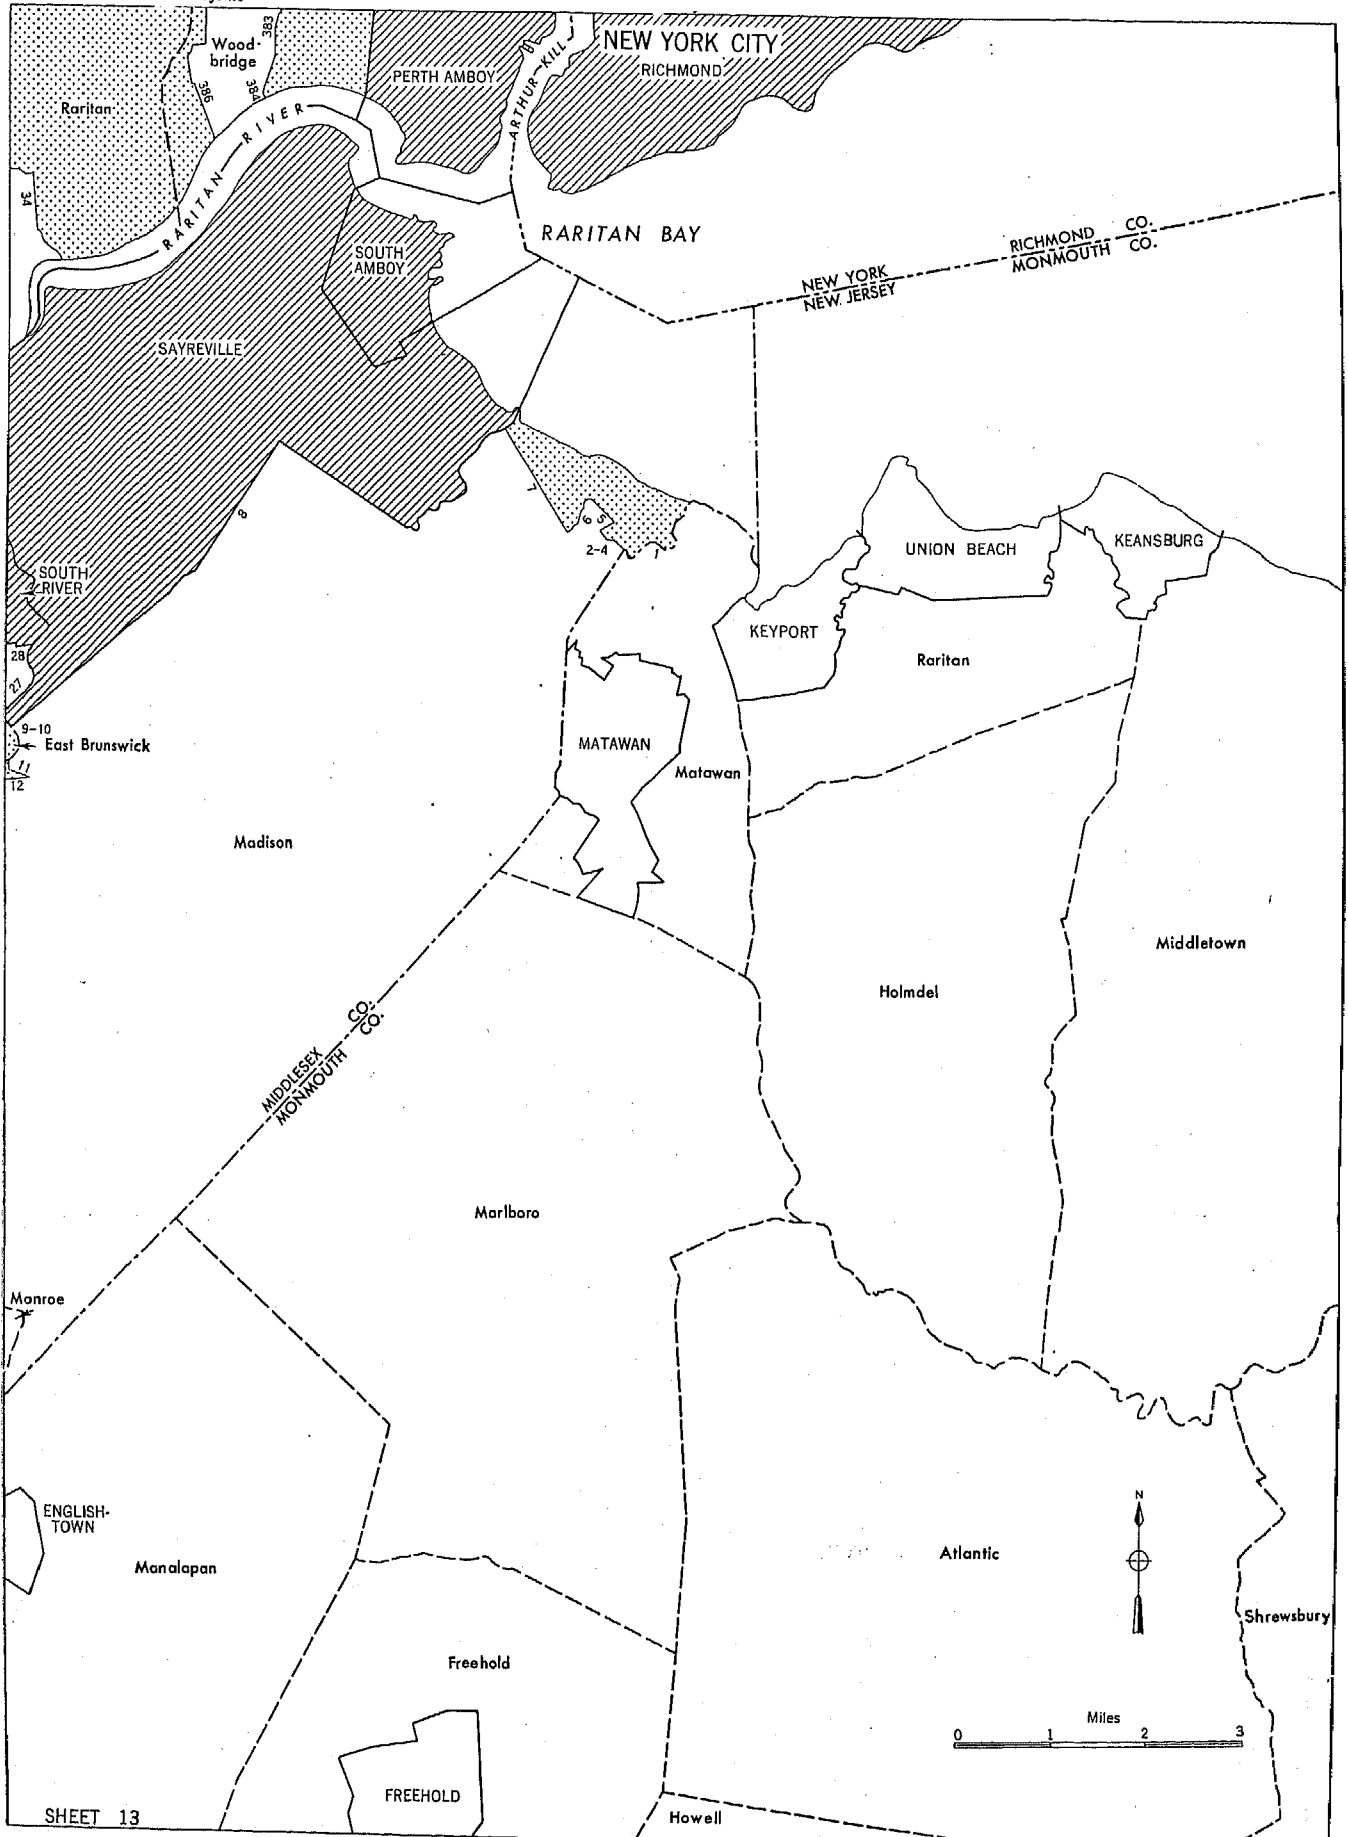 383
Wood-
bridge
NEW YORK CITY
RICHMOND
PERTH AMBOY
ARTHUR KILL
386
384
Raritan
RARITAN RIVER
34
RARITAN BAY
SOUTH
AMBOY
RICHMOND CO.
MONMOUTH CO.
NEW YORK
NEW JERSEY
SAYREVILLE
7
6
5
2-4
1
8
UNION BEACH
KEANSBURG
SOUTH
RIVER
KEYPORT
28
Raritan
27
9-10
East Brunswick
11
12
MATAWAN
Matawan
Madison
Middletown
Holmdel
MIDDLESEX CO.
MONMOUTH CO.
Marlboro
Monroe
N
ENGLISH-
TOWN
Manalapan
Atlantic
Shrewsbury
Freehold
Miles
0 1 2 3
FREEHOLD
Howell
SHEET 13